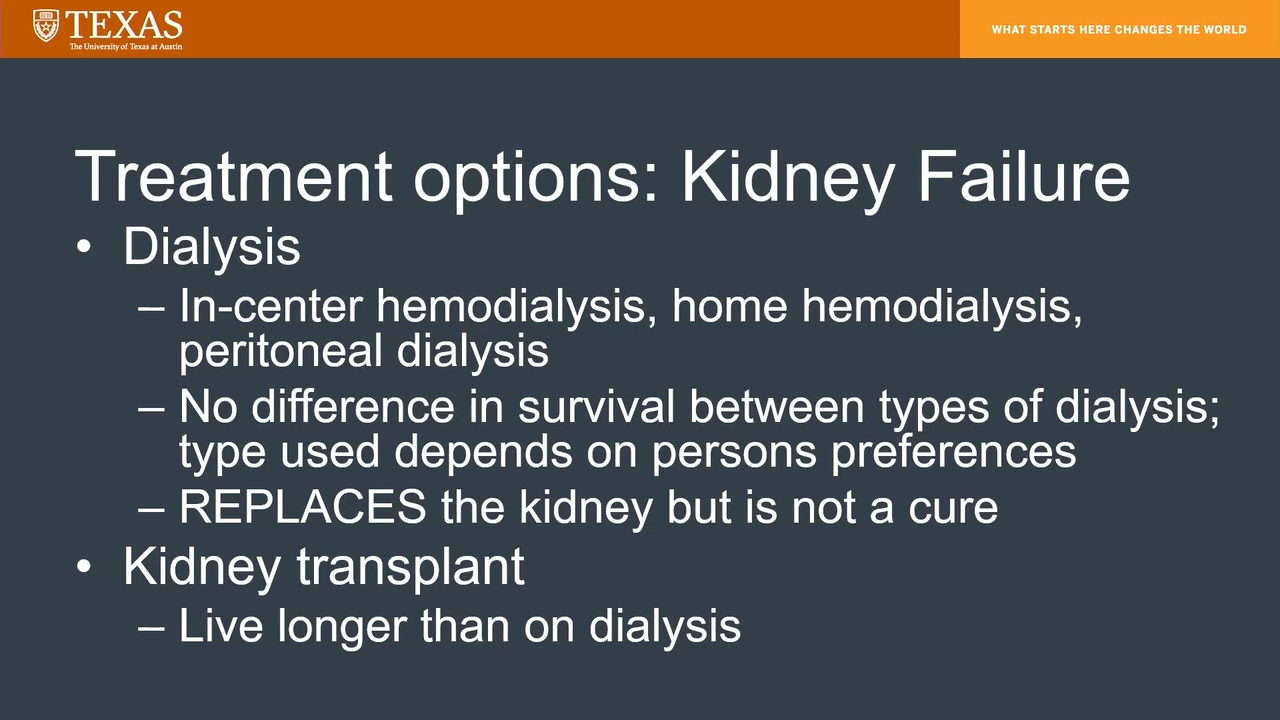 TEXAS
The University of Texas at Austin
WHAT STARTS HERE CHANGES THE WORLD
Treatment options: Kidney Failure
• Dialysis
– In-center hemodialysis, home hemodialysis,
peritoneal dialysis
– No difference in survival between types of dialysis;
type used depends on persons preferences
– REPLACES the kidney but is not a cure
• Kidney transplant
– Live longer than on dialysis